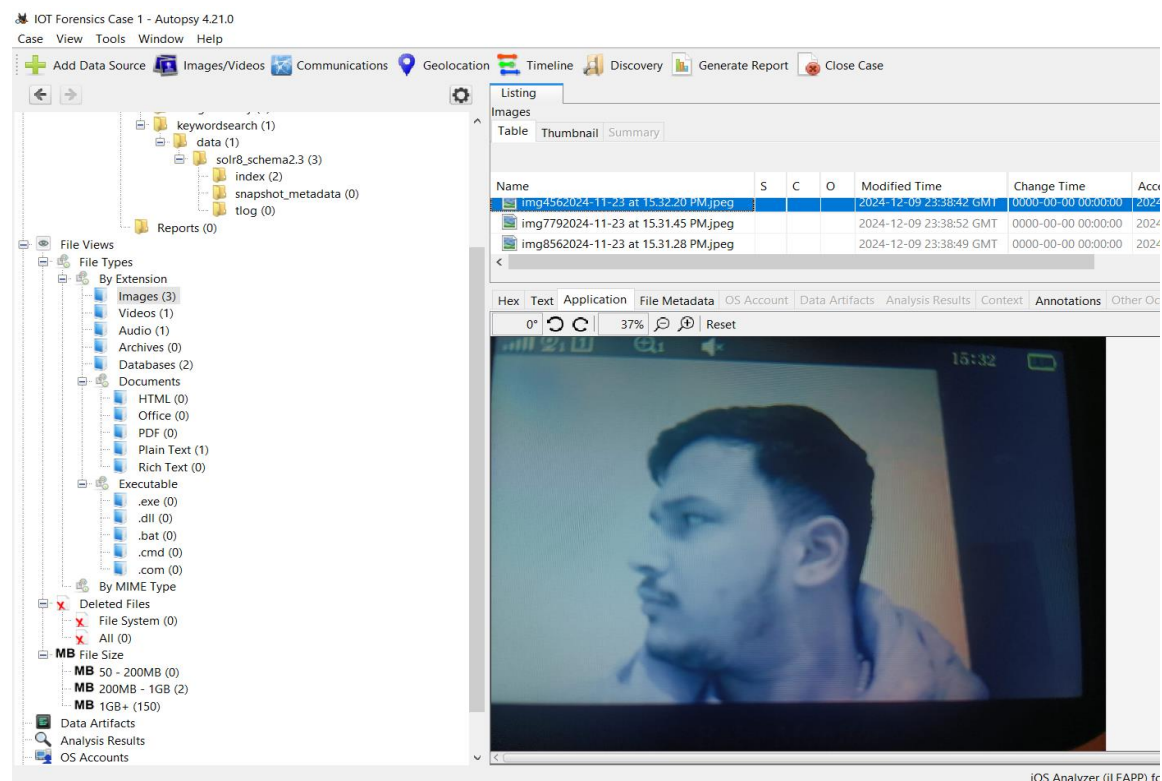 IOT Forensics Case 1 - Autopsy 4.21.0
Case View Tools Window Help
Add Data Source Images/Videos Communications Geolocation Timeline Discovery Generate Report Close Case
keywordsearch (1)
data (1)
solr8_schema2.3 (3)
index (2)
snapshot_metadata (0)
tlog (0)
Reports (0)
File Views
File Types
By Extension
Images (3)
Videos (1)
Audio (1)
Archives (0)
Databases (2)
Documents
HTML (0)
Office (0)
PDF (0)
Plain Text (1)
Rich Text (0)
Executable
.exe (0)
.dll (0)
.bat (0)
.cmd (0)
.com (0)
By MIME Type
Deleted Files
File System (0)
All (0)
MB File Size
MB 50 - 200MB (0)
MB 200MB - 1GB (2)
MB 1GB+ (150)
Data Artifacts
Analysis Results
OS Accounts
Listing
Images
Table Thumbnail Summary
Name S C O Modified Time Change Time Acce
img4562024-11-23 at 15.32.20 PM.jpeg 2024-12-09 23:38:42 GMT 0000-00-00 00:00:00 2024
img7792024-11-23 at 15.31.45 PM.jpeg 2024-12-09 23:38:52 GMT 0000-00-00 00:00:00 2024
img8562024-11-23 at 15.31.28 PM.jpeg 2024-12-09 23:38:49 GMT 0000-00-00 00:00:00 2024
Hex Text Application File Metadata OS Account Data Artifacts Analysis Results Context Annotations Other Oc
0° 37% Reset
15:32
iOS Analyzer (iLEAPP) fo